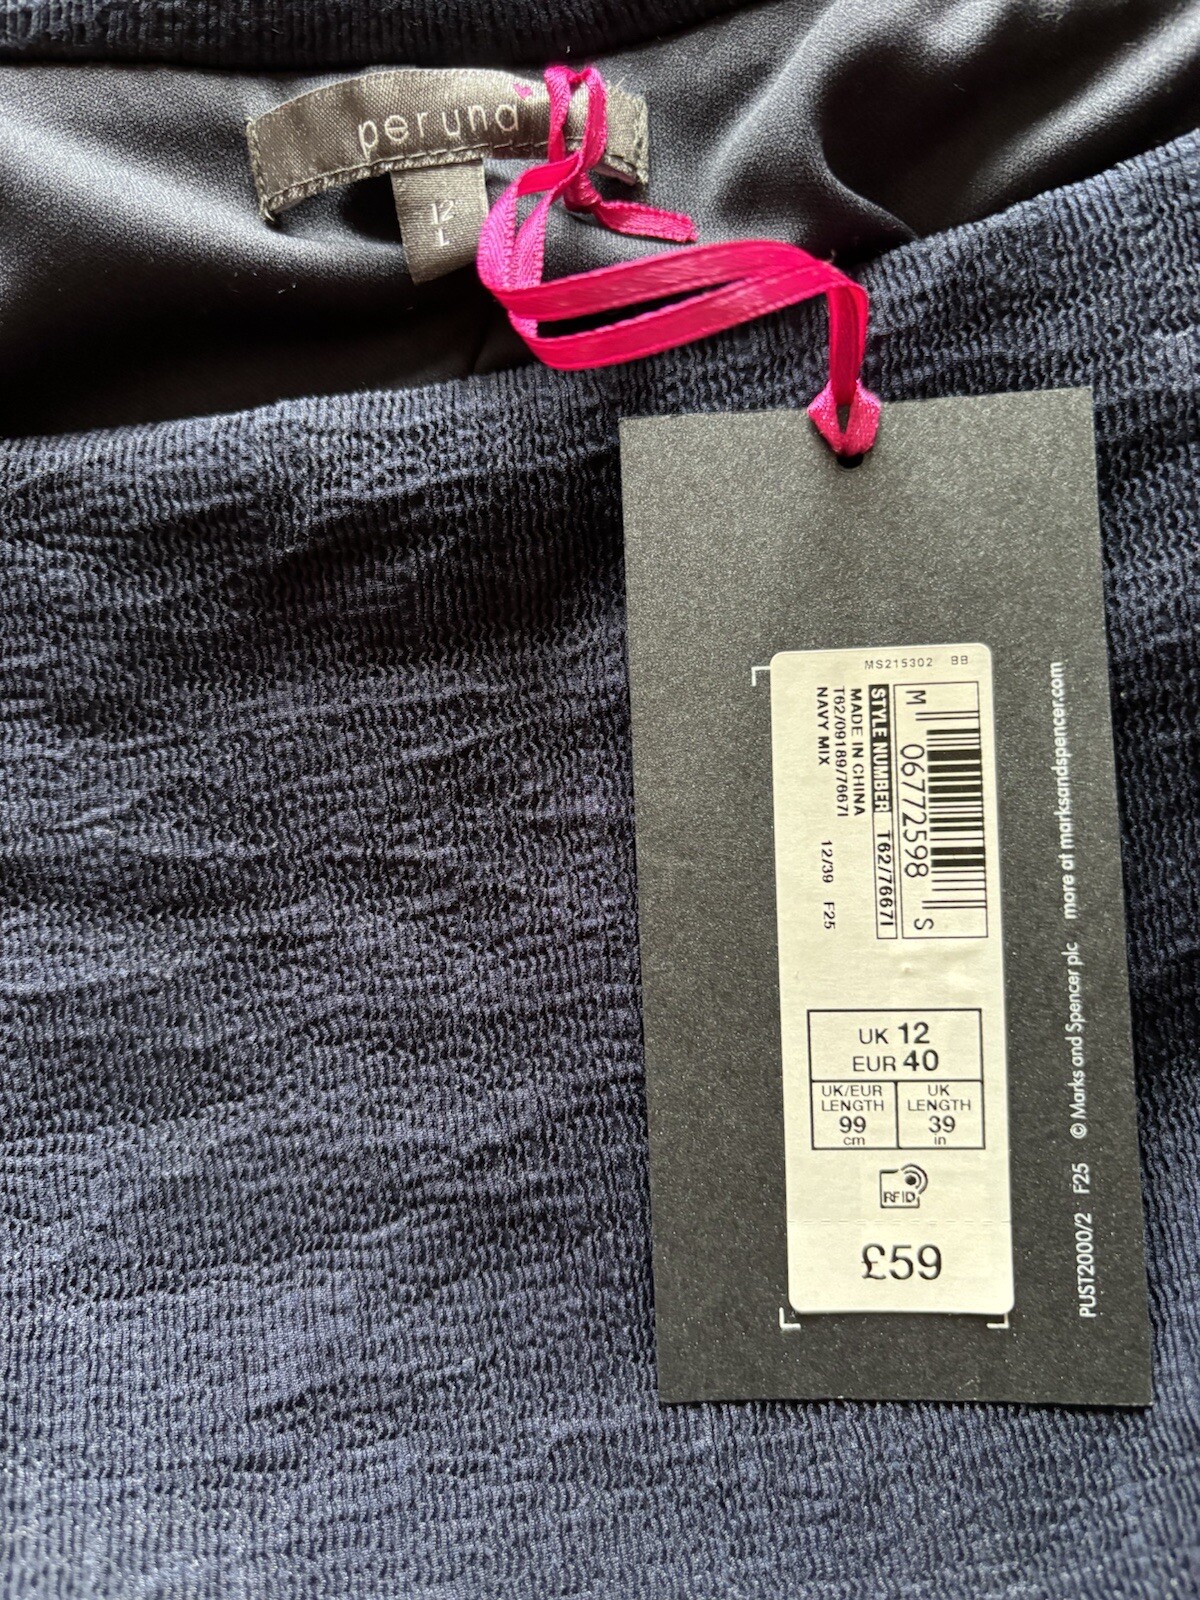 peruna
12
L
MS215302 BB
M 06772598 S
STYLE NUMBER T62/7667I
MADE IN CHINA
T62/09189/7667I
NAVY MIX 12/39 F25
UK 12
EUR 40
UK/EUR
LENGTH
99
cm
UK
LENGTH
39
in
RFID
£59
PUST2000/2 F25 © Marks and Spencer plc more at marksandspencer.com